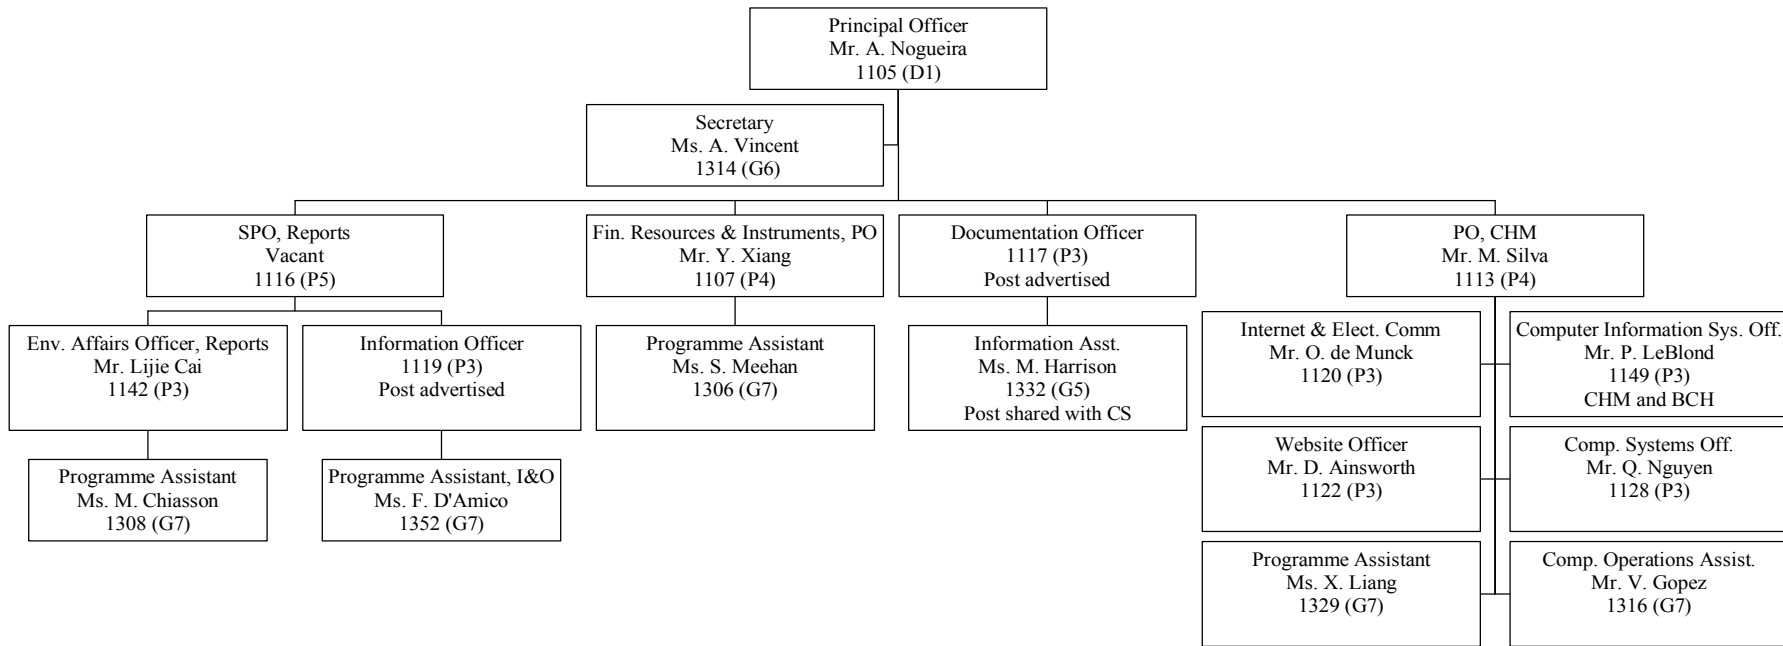 Principal Officer
Mr. A. Nogueira
1105 (D1)
Secretary
Ms. A. Vincent
1314 (G6)
SPO, Reports
Vacant
1116 (P5)
Fin. Resources & Instruments, PO
Mr. Y. Xiang
1107 (P4)
Documentation Officer
1117 (P3)
Post advertised
PO, CHM
Mr. M. Silva
1113 (P4)
Env. Affairs Officer, Reports
Mr. Lijie Cai
1142 (P3)
Information Officer
1119 (P3)
Post advertised
Programme Assistant
Ms. S. Meehan
1306 (G7)
Information Asst.
Ms. M. Harrison
1332 (G5)
Post shared with CS
Internet & Elect. Comm
Mr. O. de Munck
1120 (P3)
Computer Information Sys. Off.
Mr. P. LeBlond
1149 (P3)
CHM and BCH
Programme Assistant
Ms. M. Chiasson
1308 (G7)
Programme Assistant, I&O
Ms. F. D'Amico
1352 (G7)
Website Officer
Mr. D. Ainsworth
1122 (P3)
Comp. Systems Off.
Mr. Q. Nguyen
1128 (P3)
Programme Assistant
Ms. X. Liang
1329 (G7)
Comp. Operations Assist.
Mr. V. Gopez
1316 (G7)